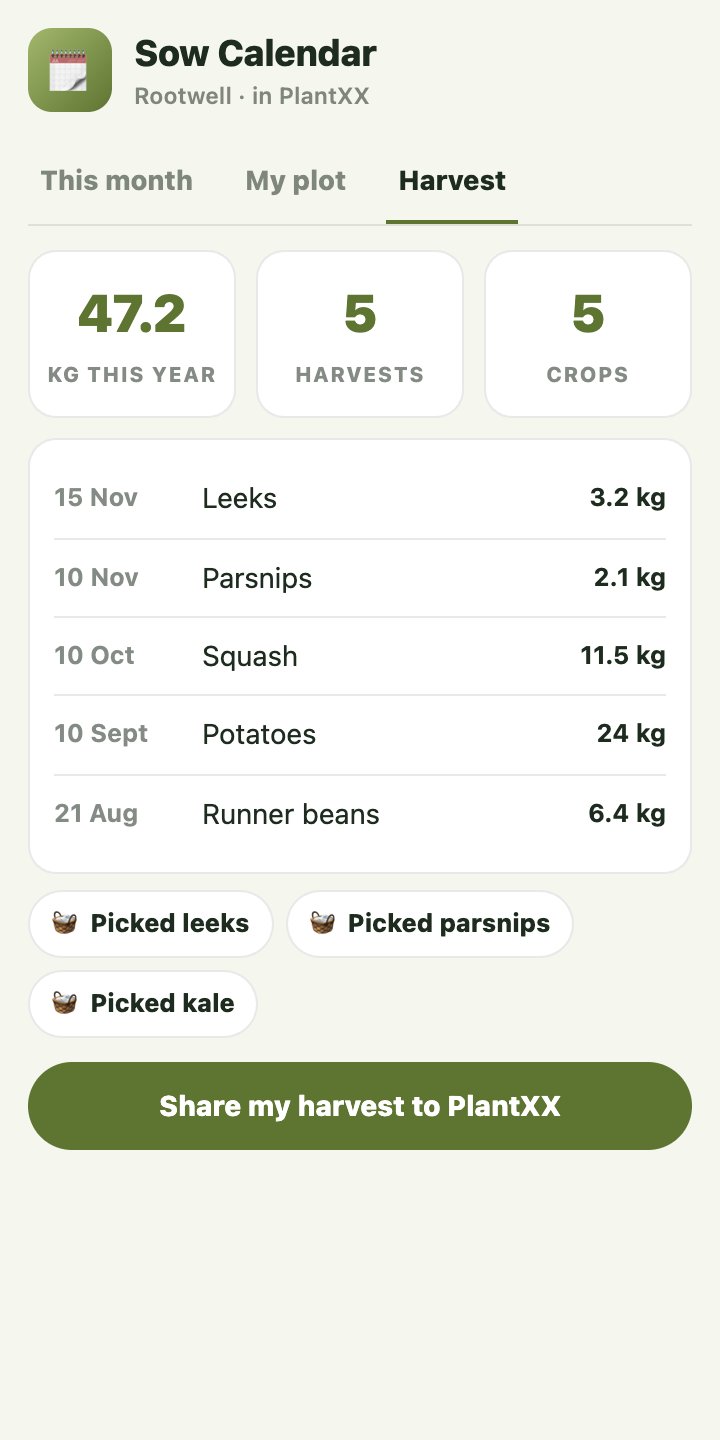 Sow Calendar
Rootwell · in PlantXX
This month My plot Harvest
47.2 5 5
KG THIS YEAR HARVESTS CROPS
15 Nov Leeks 3.2 kg
10 Nov Parsnips 2.1 kg
10 Oct Squash 11.5 kg
10 Sept Potatoes 24 kg
21 Aug Runner beans 6.4 kg
Picked leeks Picked parsnips
Picked kale
Share my harvest to PlantXX